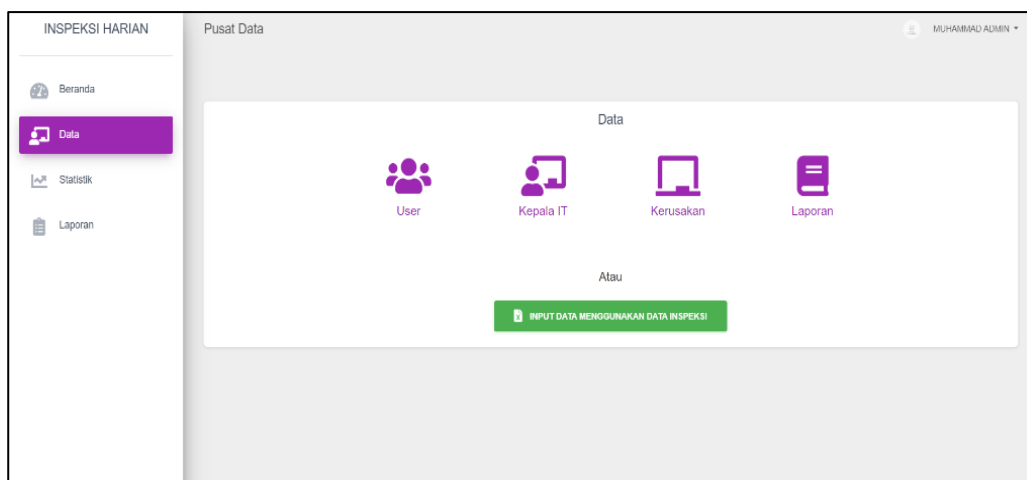 INSPEKSI HARIAN
Beranda
Data
Statistik
Laporan
Pusat Data
MUHAMMAD ADMIN
Data
User
Kepala IT
Kerusakan
Laporan
Atau
INPUT DATA MENGGUNAKAN DATA INSPEKSI